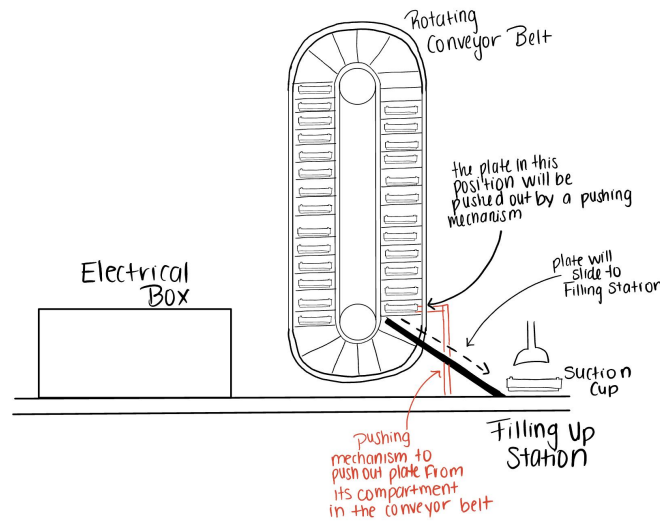 Rotating
Conveyor Belt
the plate in this
position will be
pushed out by a pushing
mechanism
plate will
slide to
Filling Station
Electrical
Box
Suction
Cup
Filling Up
Station
Pushing
mechanism to
push out plate from
its compartment
in the conveyor belt